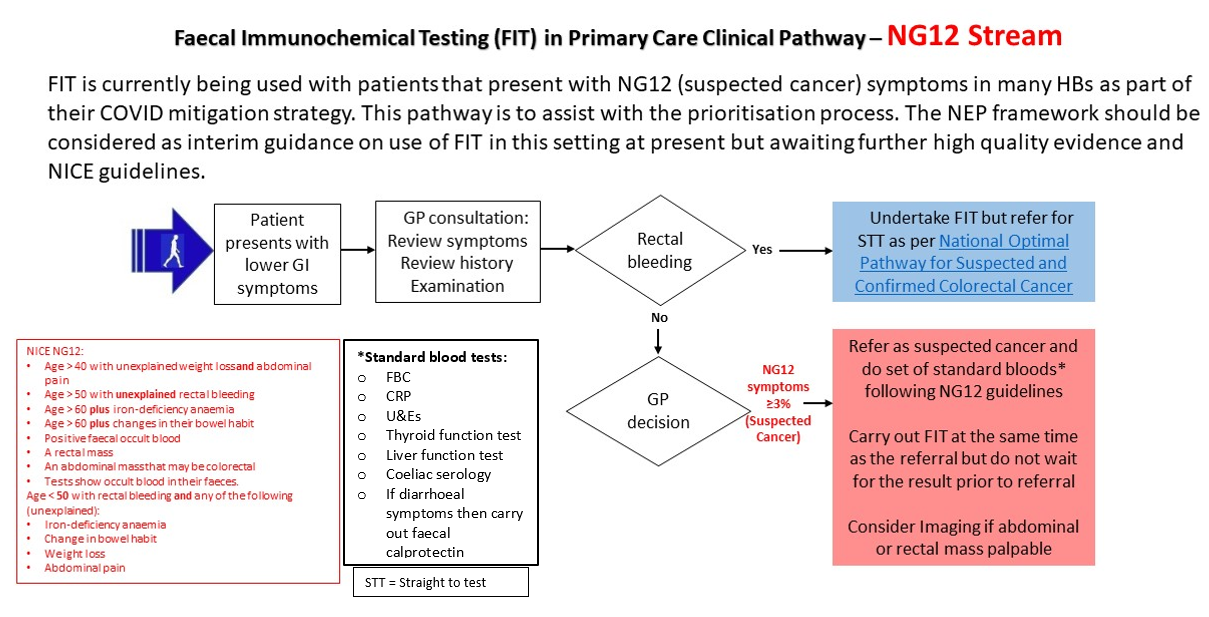 Faecal Immunochemical Testing (FIT) in Primary Care Clinical Pathway – NG12 Stream
FIT is currently being used with patients that present with NG12 (suspected cancer) symptoms in many HBs as part of
their COVID mitigation strategy. This pathway is to assist with the prioritisation process. The NEP framework should be
considered as interim guidance on use of FIT in this setting at present but awaiting further high quality evidence and
NICE guidelines.
Patient
presents with
lower GI
symptoms
GP consultation:
Review symptoms
Review history
Examination
Rectal
bleeding
Yes
Undertake FIT but refer for
STT as per National Optimal
Pathway for Suspected and
Confirmed Colorectal Cancer
No
GP
decision
NG12
symptoms
≥3%
(Suspected
Cancer)
Refer as suspected cancer and
do set of standard bloods*
following NG12 guidelines
Carry out FIT at the same time
as the referral but do not wait
for the result prior to referral
Consider Imaging if abdominal
or rectal mass palpable
NICE NG12:
• Age > 40 with unexplained weight loss and abdominal
pain
• Age > 50 with unexplained rectal bleeding
• Age > 60 plus iron-deficiency anaemia
• Age > 60 plus changes in their bowel habit
• Positive faecal occult blood
• A rectal mass
• An abdominal mass that may be colorectal
• Tests show occult blood in their faeces.
Age < 50 with rectal bleeding and any of the following
(unexplained):
• Iron-deficiency anaemia
• Change in bowel habit
• Weight loss
• Abdominal pain
*Standard blood tests:
o FBC
o CRP
o U&Es
o Thyroid function test
o Liver function test
o Coeliac serology
o If diarrhoeal
symptoms then carry
out faecal
calprotectin
STT = Straight to test